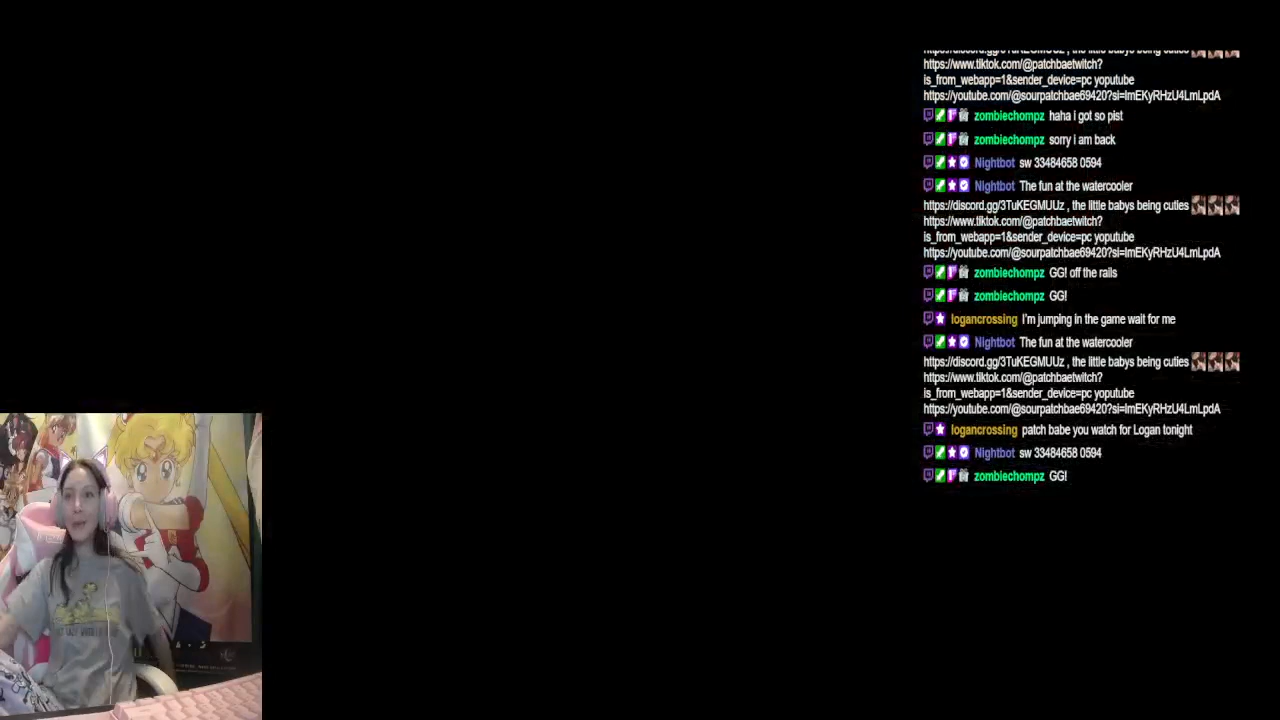 https://www.tiktok.com/@patchbaetwitch?
is_from_webapp=1&sender_device=pc yoputube
https://youtube.com/@sourpatchbae69420?si=lmEKyRHzU4LmLpdA
zombiechompz haha i got so pist
zombiechompz sorry i am back
Nightbot sw 33484658 0594
Nightbot The fun at the watercooler
https://discord.gg/3TuKEGMUUz , the little babys being cuties
https://www.tiktok.com/@patchbaetwitch?
is_from_webapp=1&sender_device=pc yoputube
https://youtube.com/@sourpatchbae69420?si=lmEKyRHzU4LmLpdA
zombiechompz GG! off the rails
zombiechompz GG!
logancrossing I'm jumping in the game wait for me
Nightbot The fun at the watercooler
https://discord.gg/3TuKEGMUUz , the little babys being cuties
https://www.tiktok.com/@patchbaetwitch?
is_from_webapp=1&sender_device=pc yoputube
https://youtube.com/@sourpatchbae69420?si=lmEKyRHzU4LmLpdA
logancrossing patch babe you watch for Logan tonight
Nightbot sw 33484658 0594
zombiechompz GG!